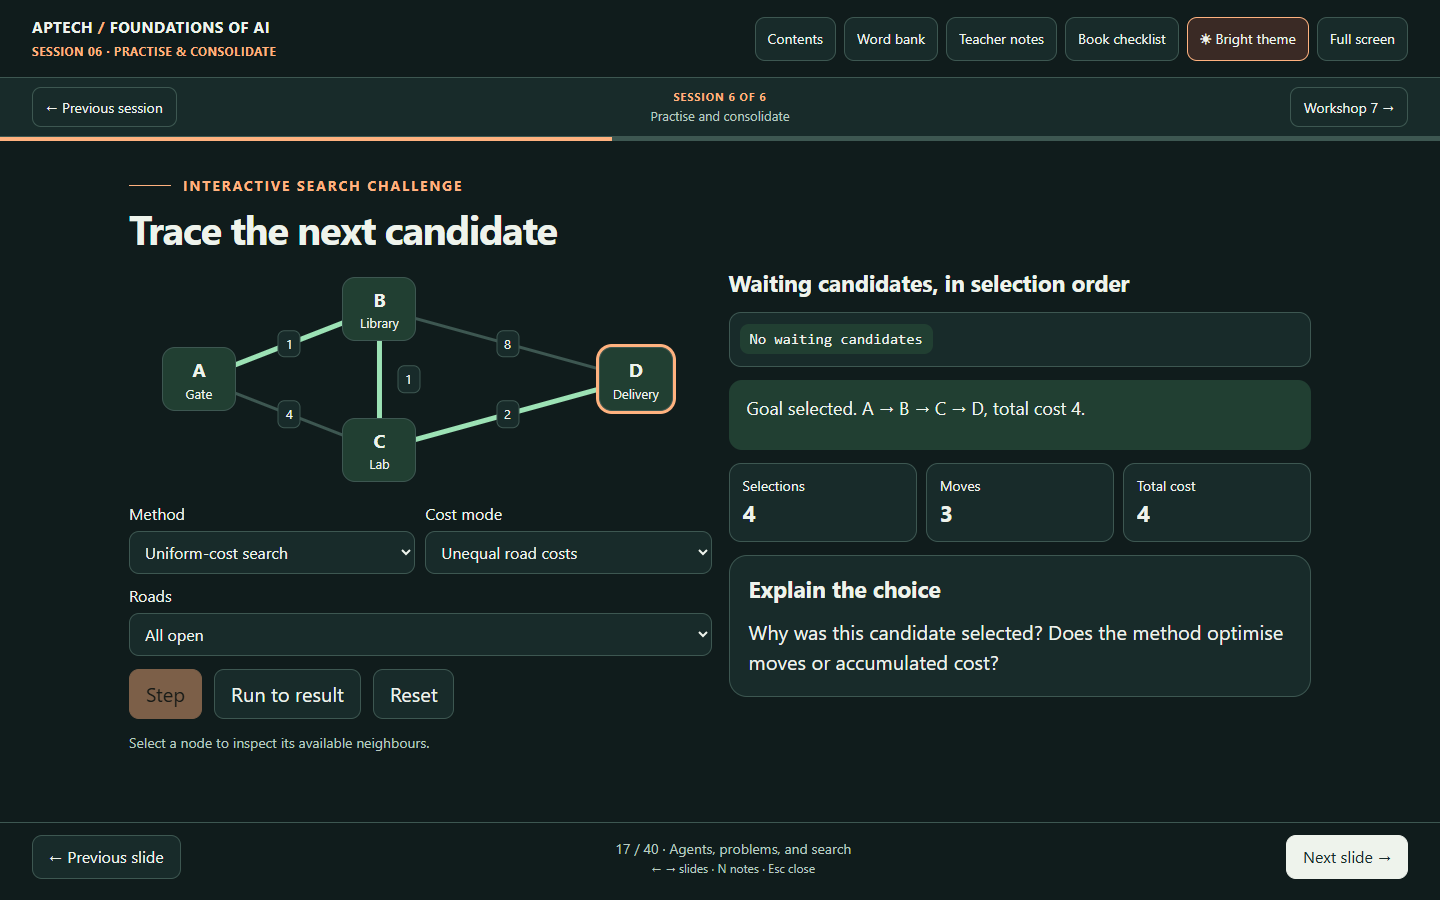 APTECH / FOUNDATIONS OF AI
SESSION 06 · PRACTISE & CONSOLIDATE
Contents
Word bank
Teacher notes
Book checklist
☀ Bright theme
Full screen
← Previous session
SESSION 6 OF 6
Practise and consolidate
Workshop 7 →
INTERACTIVE SEARCH CHALLENGE
Trace the next candidate
B
Library
1
8
A
Gate
1
D
Delivery
4
2
C
Lab
Method
Cost mode
Uniform-cost search
Unequal road costs
Roads
All open
Step
Run to result
Reset
Select a node to inspect its available neighbours.
Waiting candidates, in selection order
No waiting candidates
Goal selected. A → B → C → D, total cost 4.
Selections
4
Moves
3
Total cost
4
Explain the choice
Why was this candidate selected? Does the method optimise
moves or accumulated cost?
← Previous slide
17 / 40 · Agents, problems, and search
← → slides · N notes · Esc close
Next slide →